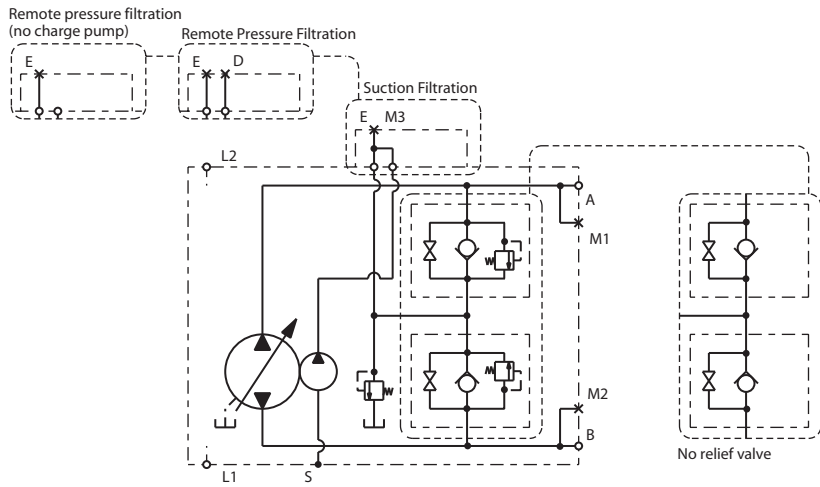 Remote pressure filtration
(no charge pump)
Remote Pressure Filtration
E
E
D
Suction Filtration
E
M3
L2
A
M1
M2
B
L1
S
No relief valve